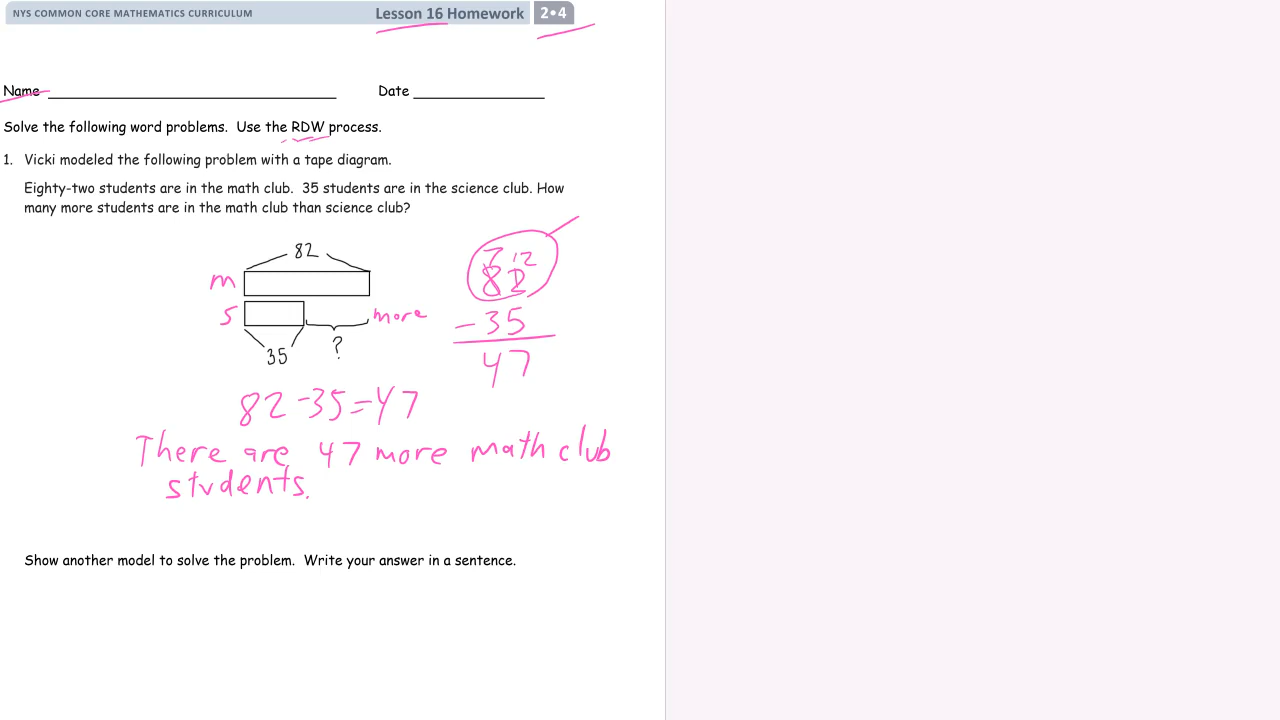 NYS COMMON CORE MATHEMATICS CURRICULUM Lesson 16 Homework 2•4
Name Date
Solve the following word problems. Use the RDW process.
1. Vicki modeled the following problem with a tape diagram.
Eighty-two students are in the math club. 35 students are in the science club. How
many more students are in the math club than science club?
82
m
s more
35 ?
7 12
82
-35
47
82-35=47
There are 47 more math club
students.
Show another model to solve the problem. Write your answer in a sentence.